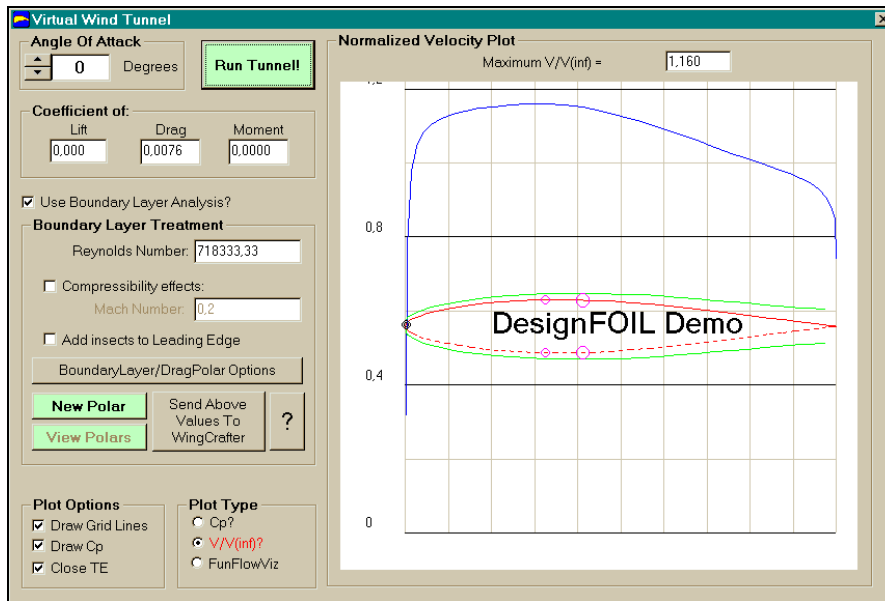 Virtual Wind Tunnel
Angle Of Attack
0 Degrees
Run Tunnel!
Coefficient of:
Lift Drag Moment
0,000 0,0076 0,0000
Use Boundary Layer Analysis?
Boundary Layer Treatment
Reynolds Number: 718333,33
Compressibility effects:
Mach Number: 0,2
Add insects to Leading Edge
BoundaryLayer/DragPolar Options
New Polar
View Polars
Send Above
Values To
WingCrafter
?
Plot Options
Draw Grid Lines
Draw Cp
Close TE
Plot Type
Cp?
V/V(inf)?
FunFlowViz
Normalized Velocity Plot
Maximum V/V(inf) = 1,160
1,2
0,8
DesignFOIL Demo
0,4
0